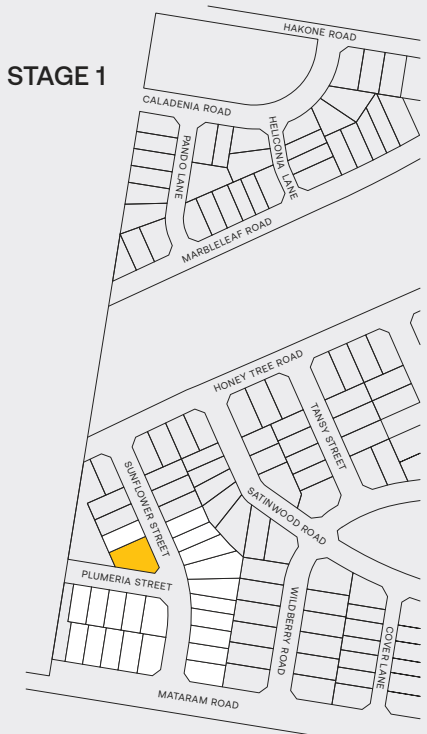 HAKONE ROAD
STAGE 1
CALADENIA ROAD
HELICONIA LANE
PANDO LANE
MARBLELEAF ROAD
HONEY TREE ROAD
TANSY STREET
SUNFLOWER STREET
SATINWOOD ROAD
PLUMERIA STREET
WILDBERRY ROAD
COVER LANE
MATARAM ROAD